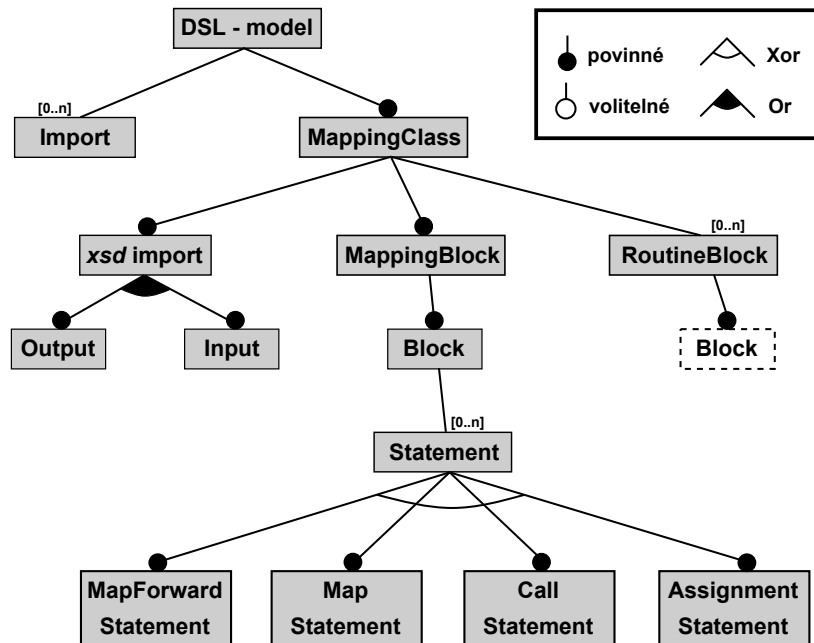 DSL - model
povinné
Xor
volitelné
Or
[0..n]
Import
MappingClass
xsd import
MappingBlock
[0..n]
RoutineBlock
Output
Input
Block
Block
[0..n]
Statement
MapForward
Statement
Map
Statement
Call
Statement
Assignment
Statement